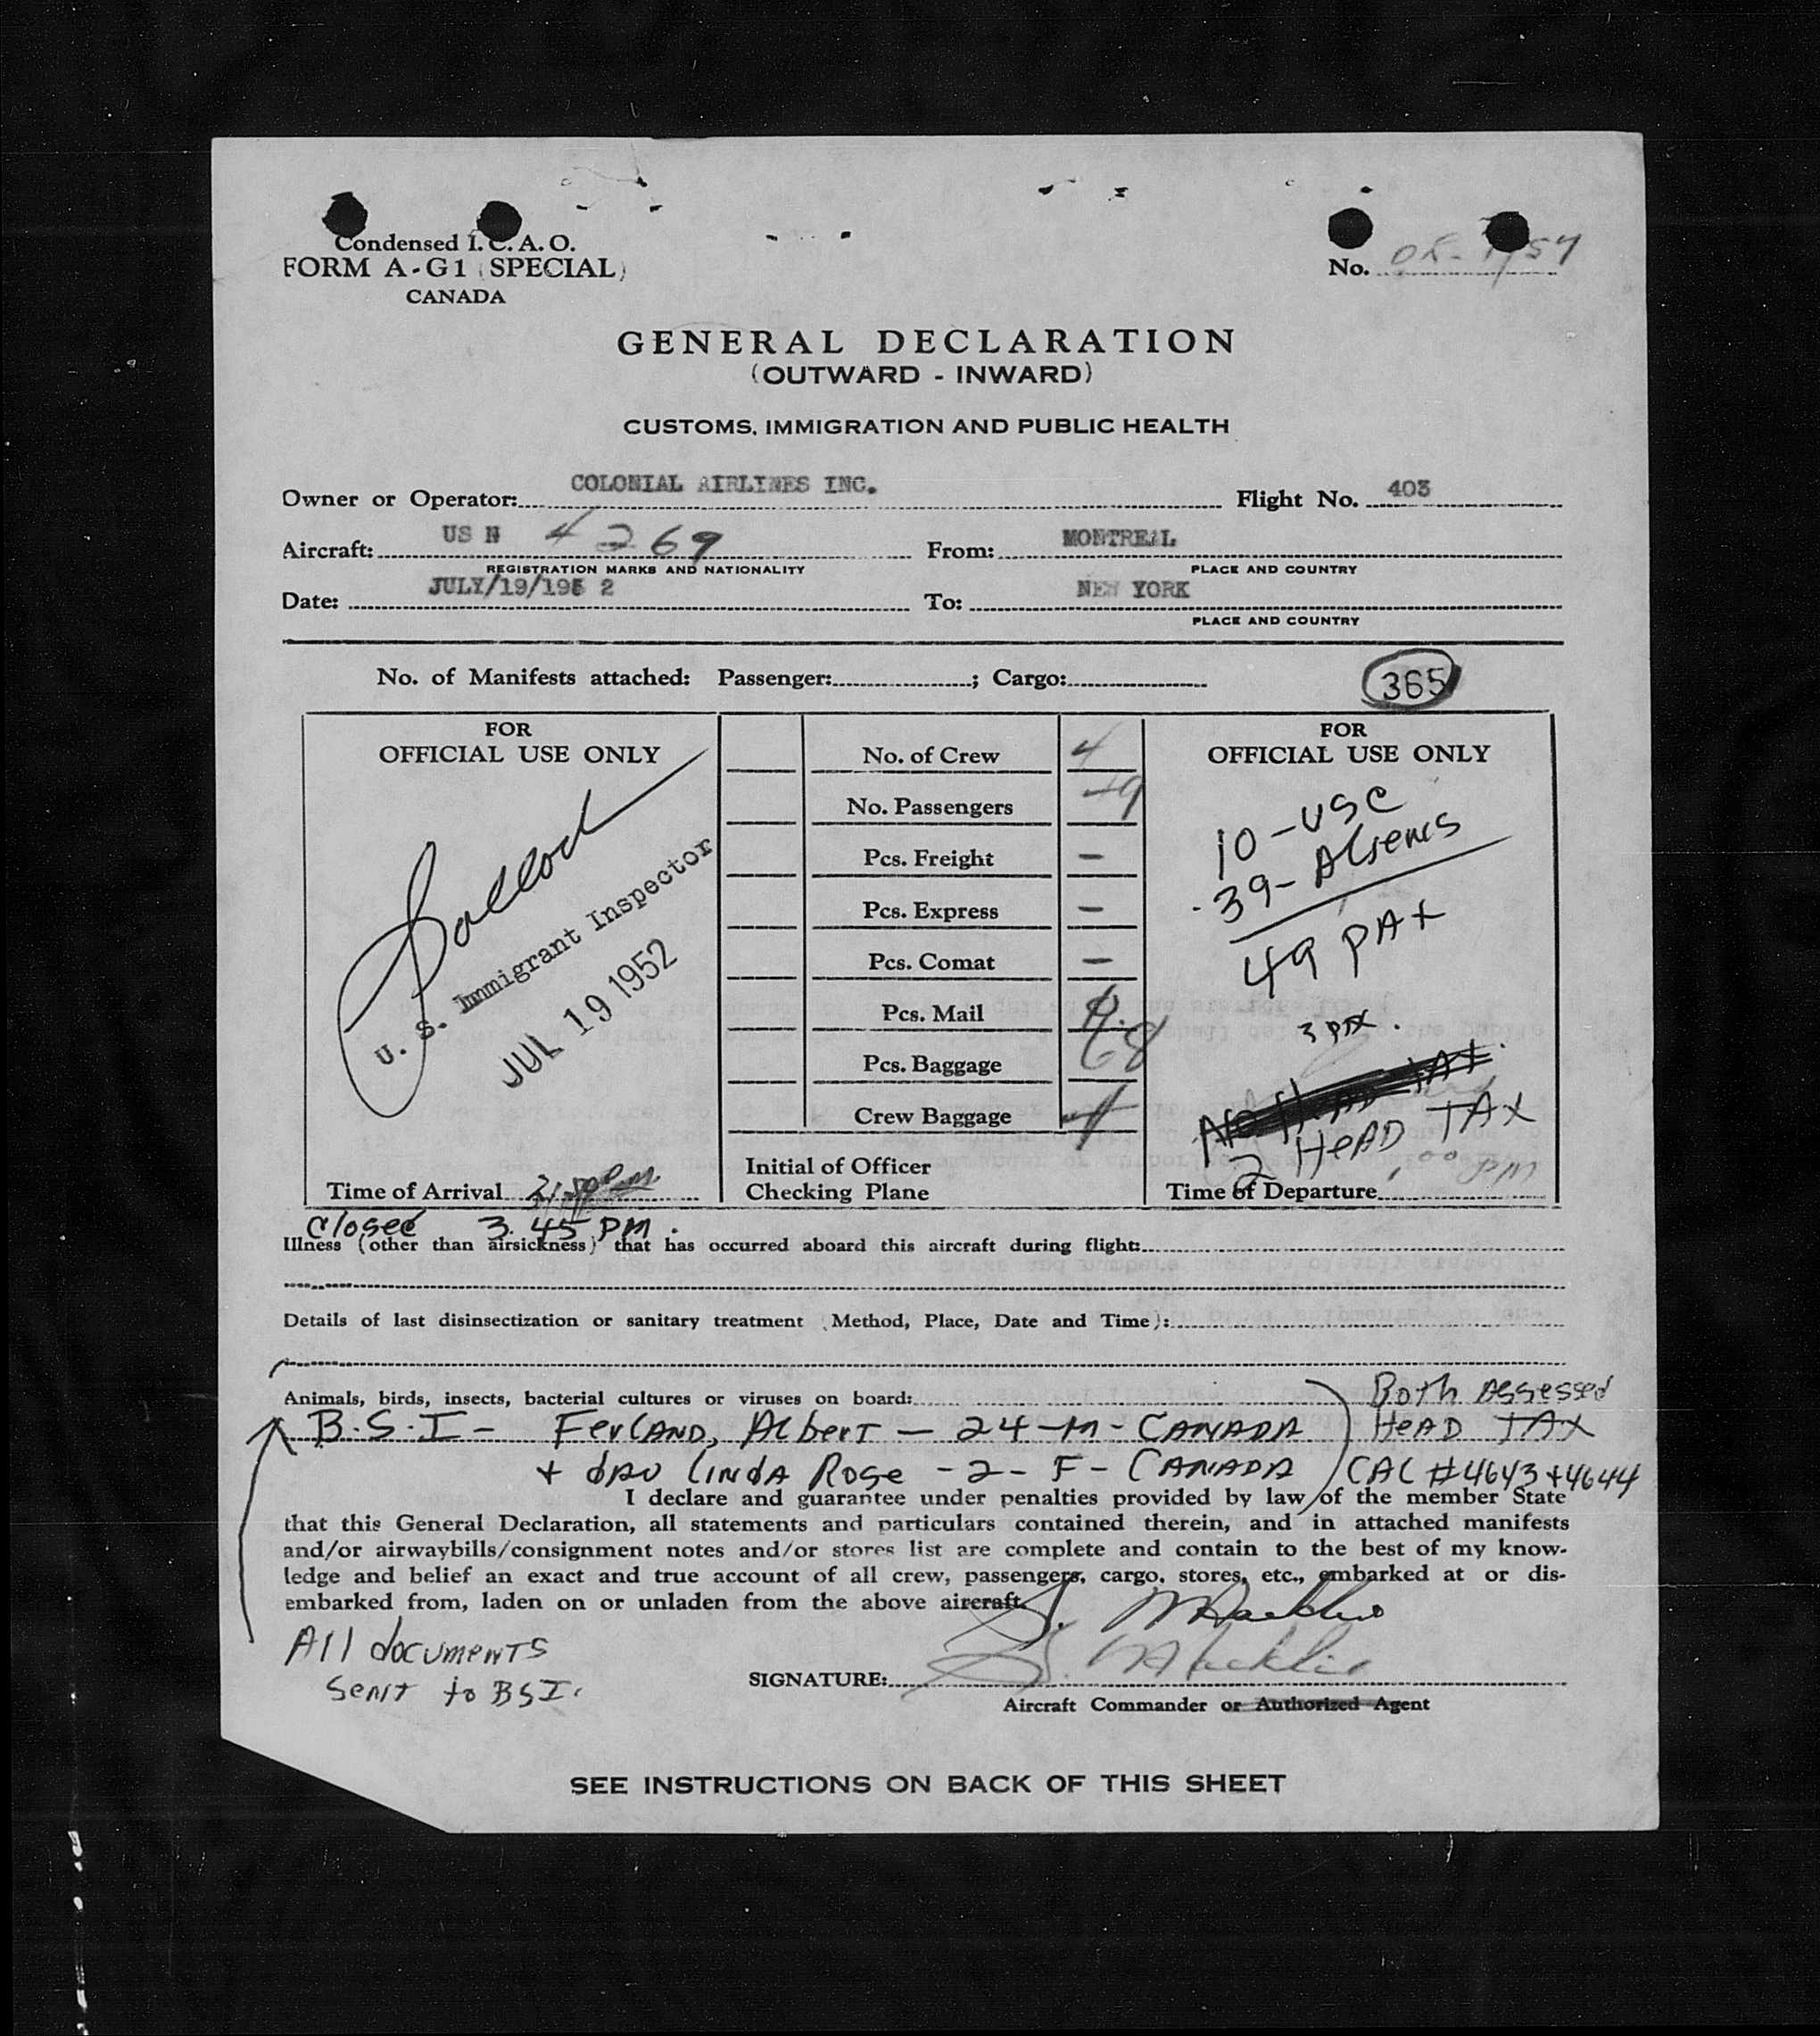 Condensed I. C. A. O.
FORM A-G1 (SPECIAL)
CANADA
No.
GENERAL DECLARATION
(OUTWARD - INWARD)
CUSTOMS, IMMIGRATION AND PUBLIC HEALTH
Owner or Operator: COLONIAL AIRLINES INC. Flight No. 403
Aircraft: US N 4269 From: MONTREAL
REGISTRATION MARKS AND NATIONALITY PLACE AND COUNTRY
Date: JULY/19/195 2 To: NEW YORK
PLACE AND COUNTRY
No. of Manifests attached: Passenger: ; Cargo: 365
FOR
OFFICIAL USE ONLY
U. S. Immigrant Inspector
JUL 19 1952
Time of Arrival
Closed 3.45 PM.
No. of Crew 4
No. Passengers 49
Pcs. Freight -
Pcs. Express -
Pcs. Comat -
Pcs. Mail
Pcs. Baggage 68
Crew Baggage 4
Initial of Officer
Checking Plane
FOR
OFFICIAL USE ONLY
10-USC
39-ALiens
49 PAX
3 PAX.
No HEAD TAX.
2 HeAD TAX
Time of Departure 1:00 PM
Illness (other than airsickness) that has occurred aboard this aircraft during flight:
Details of last disinsectization or sanitary treatment (Method, Place, Date and Time):
Animals, birds, insects, bacterial cultures or viruses on board: Both Assessed
B.S.I - FerLAND, ALberT - 24-M- CANADA HeAD TAX
+ dau LINdA Rose -2- F- CANADA CAC #4643+4644
I declare and guarantee under penalties provided by law of the member State
that this General Declaration, all statements and particulars contained therein, and in attached manifests
and/or airwaybills/consignment notes and/or stores list are complete and contain to the best of my know-
ledge and belief an exact and true account of all crew, passengers, cargo, stores, etc., embarked at or dis-
embarked from, laden on or unladen from the above aircraft.
All documents
sent to BSI.
SIGNATURE:
Aircraft Commander or Authorized Agent
SEE INSTRUCTIONS ON BACK OF THIS SHEET